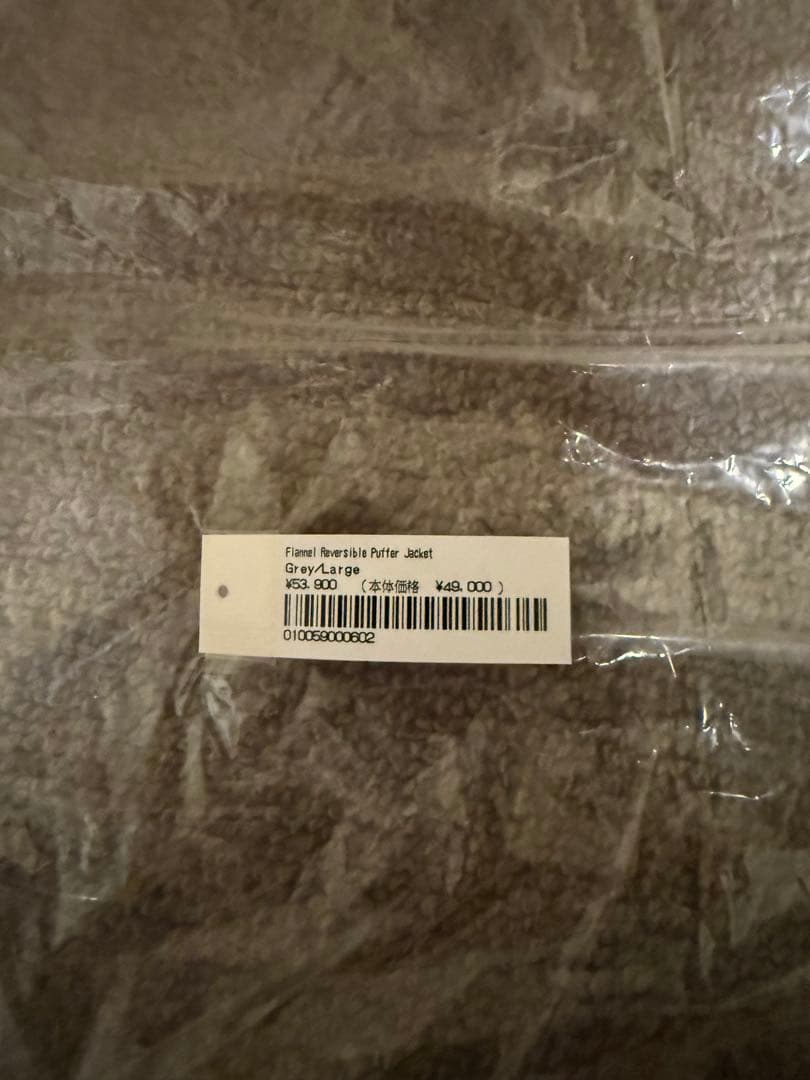 Flannel Reversible Puffer Jacket
Grey/Large
¥53,900 (本体価格 ¥49,000)
010059000602